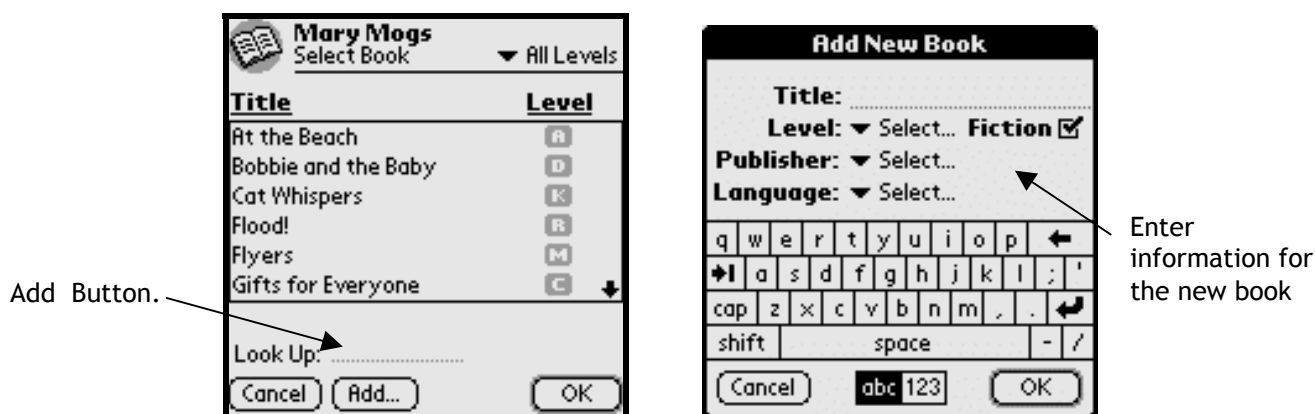 Mary Mogs
Select Book ▼ All Levels
Title Level
At the Beach A
Bobbie and the Baby D
Cat Whispers K
Flood! R
Flyers M
Gifts for Everyone C
Look Up:
Cancel Add... OK
Add Button.
Add New Book
Title:
Level: ▼ Select... Fiction
Publisher: ▼ Select...
Language: ▼ Select...
q w e r t y u i o p
a s d f g h j k l ; '
cap z x c v b n m , .
shift space - /
Cancel abc 123 OK
Enter
information for
the new book